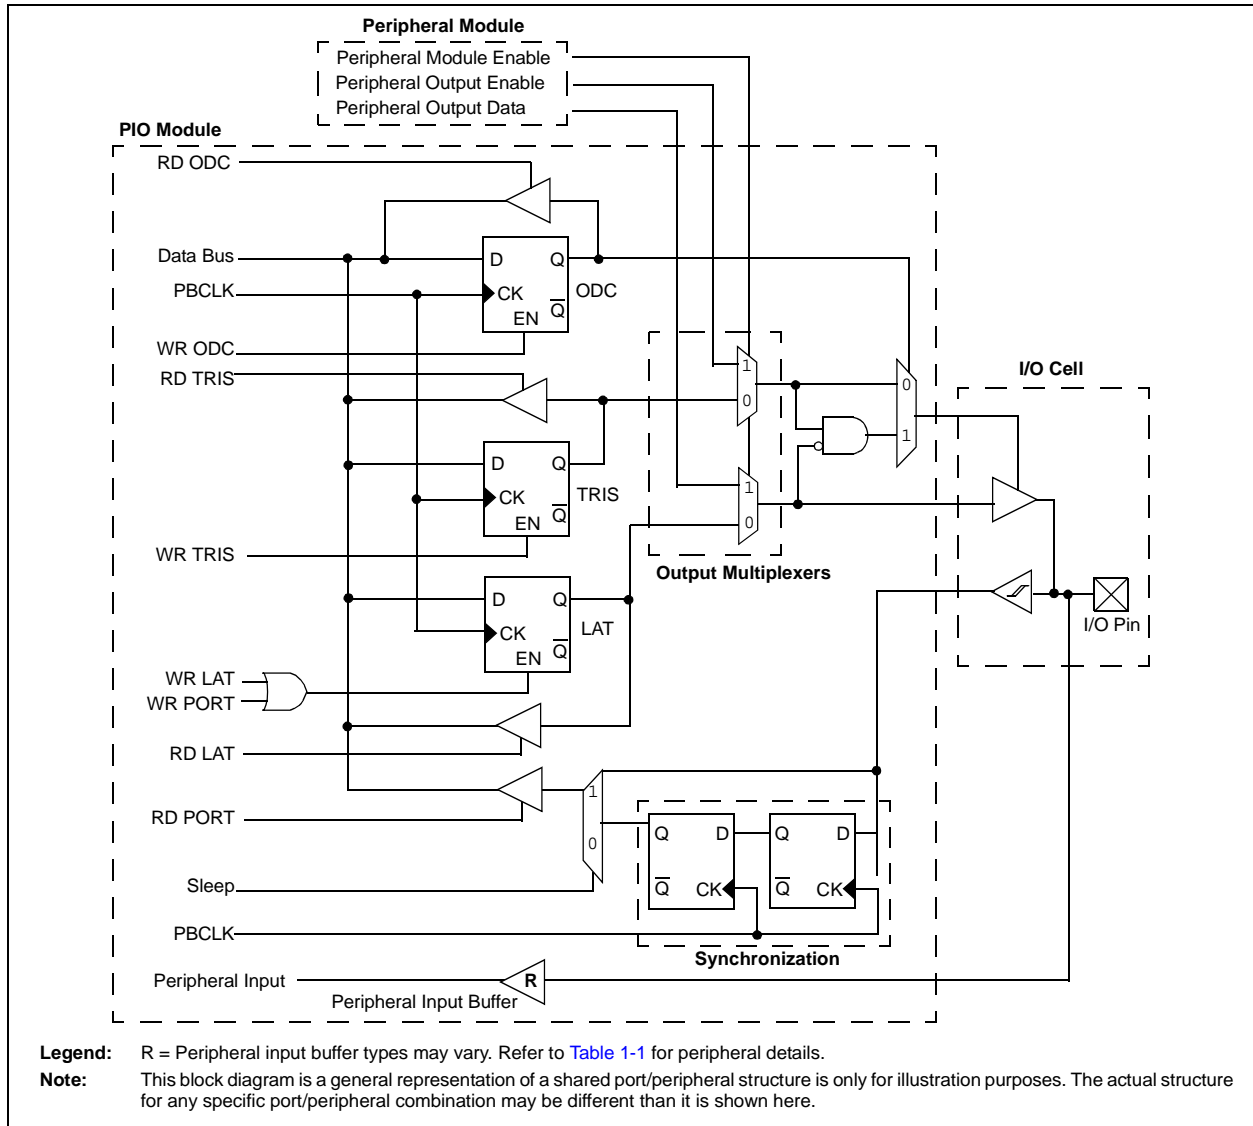 Peripheral Module
Peripheral Module Enable
Peripheral Output Enable
Peripheral Output Data
PIO Module
RD ODC
Data Bus
D
Q
PBCLK
CK
Q
ODC
EN
WR ODC
RD TRIS
1
0
0
1
I/O Cell
D
Q
CK
Q
TRIS
EN
WR TRIS
1
0
Output Multiplexers
D
Q
CK
Q
LAT
EN
I/O Pin
WR LAT
WR PORT
RD LAT
1
0
RD PORT
Q
D
Q
D
Q
CK
Q
CK
Sleep
PBCLK
Synchronization
Peripheral Input
R
Peripheral Input Buffer
Legend: R = Peripheral input buffer types may vary. Refer to Table 1-1 for peripheral details.
Note: This block diagram is a general representation of a shared port/peripheral structure is only for illustration purposes. The actual structure
for any specific port/peripheral combination may be different than it is shown here.